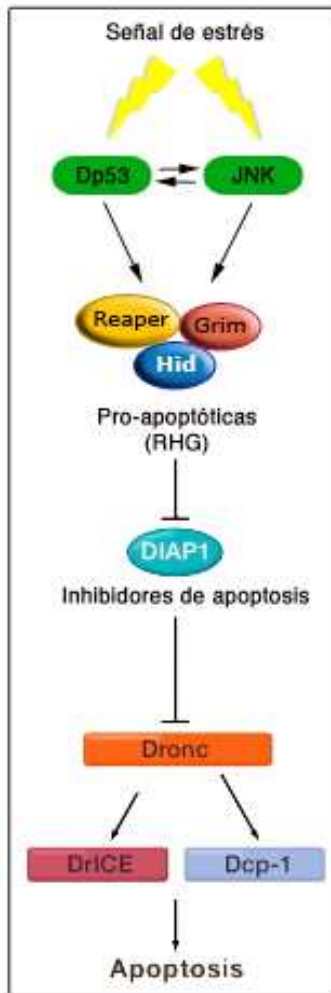 Señal de estrés
Dp53
JNK
Reaper
Grim
Hid
Pro-apoptóticas
(RHG)
DIAP1
Inhibidores de apoptosis
Dronc
DrICE
Dcp-1
Apoptosis